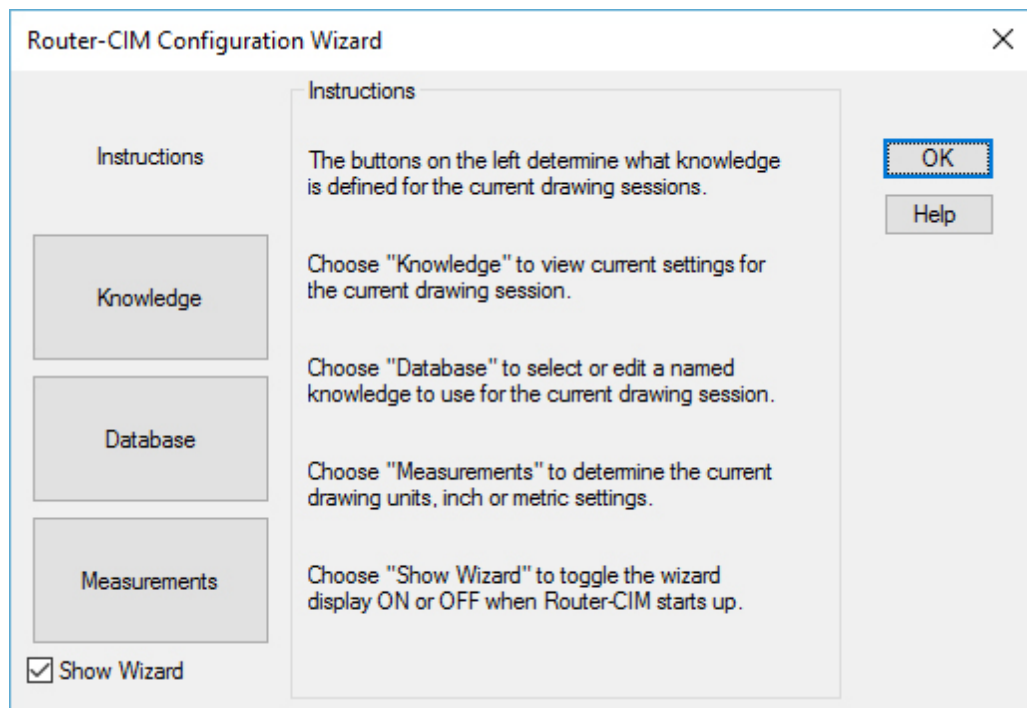 Router-CIM Configuration Wizard
Instructions
Knowledge
Database
Measurements
Show Wizard
Instructions
The buttons on the left determine what knowledge
is defined for the current drawing sessions.
Choose "Knowledge" to view current settings for
the current drawing session.
Choose "Database" to select or edit a named
knowledge to use for the current drawing session.
Choose "Measurements" to determine the current
drawing units, inch or metric settings.
Choose "Show Wizard" to toggle the wizard
display ON or OFF when Router-CIM starts up.
OK
Help